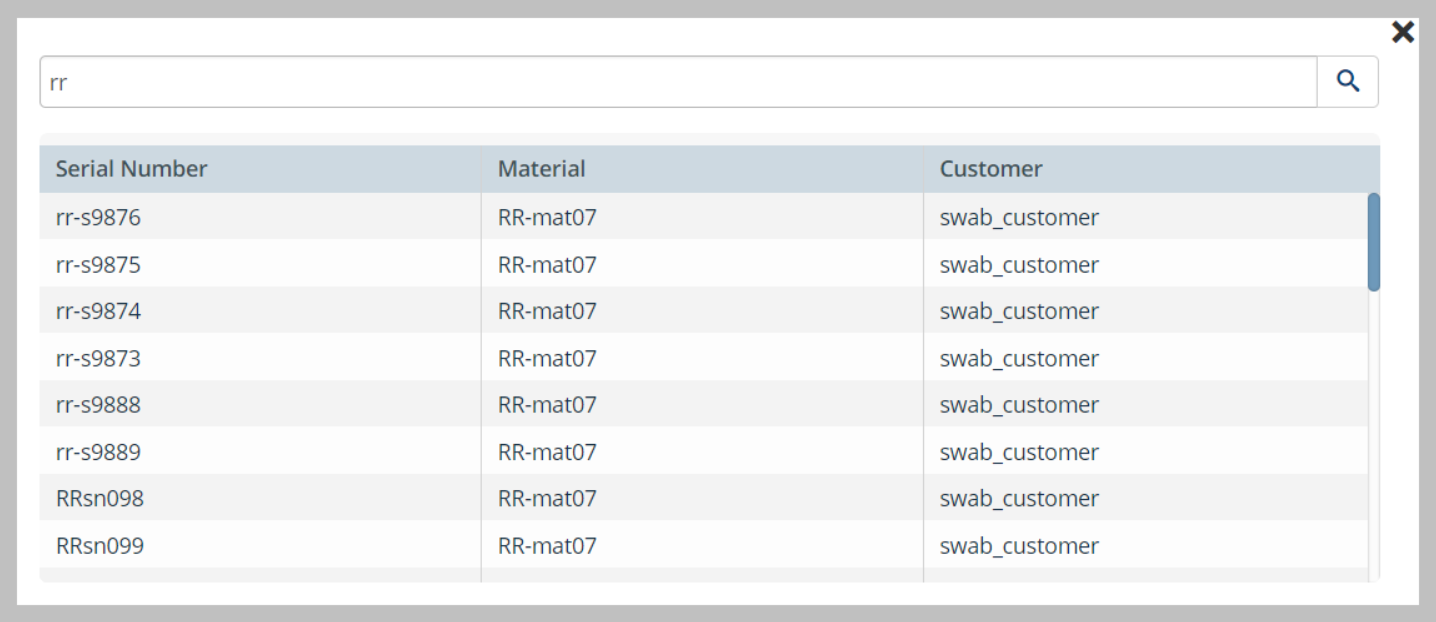 rr
Serial Number Material Customer
rr-s9876 RR-mat07 swab_customer
rr-s9875 RR-mat07 swab_customer
rr-s9874 RR-mat07 swab_customer
rr-s9873 RR-mat07 swab_customer
rr-s9888 RR-mat07 swab_customer
rr-s9889 RR-mat07 swab_customer
RRsn098 RR-mat07 swab_customer
RRsn099 RR-mat07 swab_customer